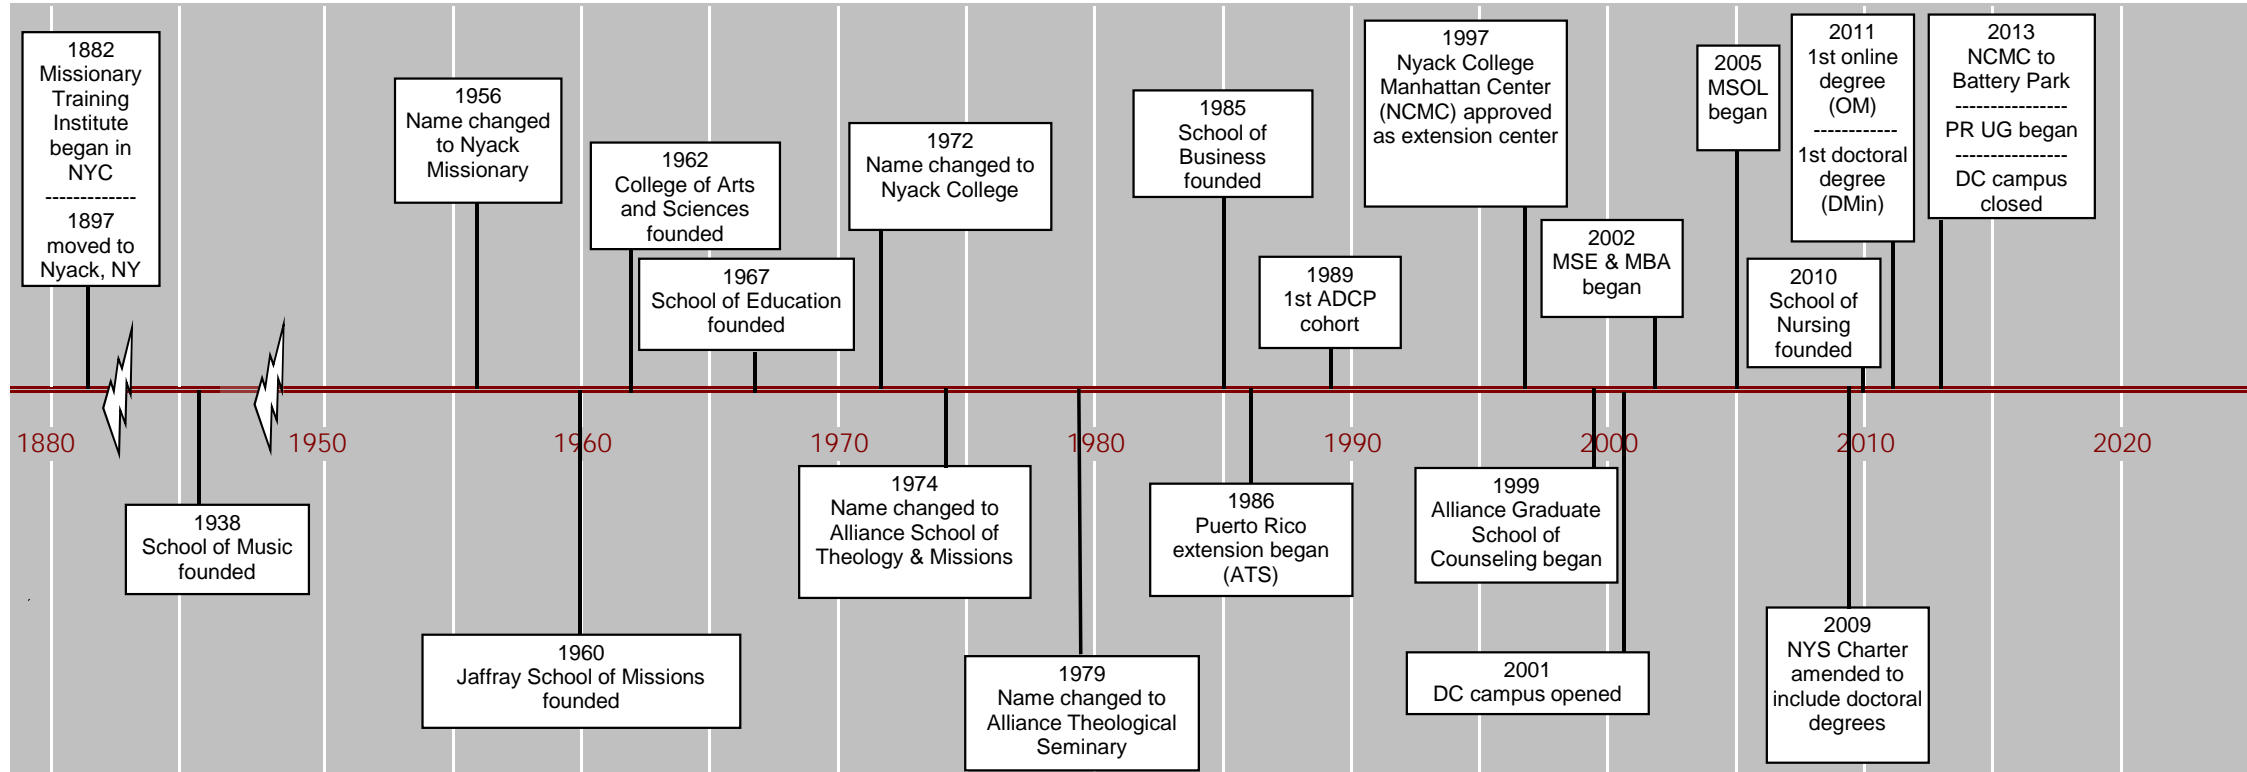 1882
Missionary
Training
Institute
began in
NYC
-------------
1897
moved to
Nyack, NY
1956
Name changed
to Nyack
Missionary
1962
College of Arts
and Sciences
founded
1967
School of Education
founded
1972
Name changed to
Nyack College
1985
School of
Business
founded
1989
1st ADCP
cohort
1997
Nyack College
Manhattan Center
(NCMC) approved
as extension center
2002
MSE & MBA
began
2005
MSOL
began
2010
School of
Nursing
founded
2011
1st online
degree
(OM)
------------
1st doctoral
degree
(DMin)
2013
NCMC to
Battery Park
----------------
PR UG began
----------------
DC campus
closed
1880
1950
1960
1970
1980
1990
2000
2010
2020
1938
School of Music
founded
1960
Jaffray School of Missions
founded
1974
Name changed to
Alliance School of
Theology & Missions
1979
Name changed to
Alliance Theological
Seminary
1986
Puerto Rico
extension began
(ATS)
1999
Alliance Graduate
School of
Counseling began
2001
DC campus opened
2009
NYS Charter
amended to
include doctoral
degrees